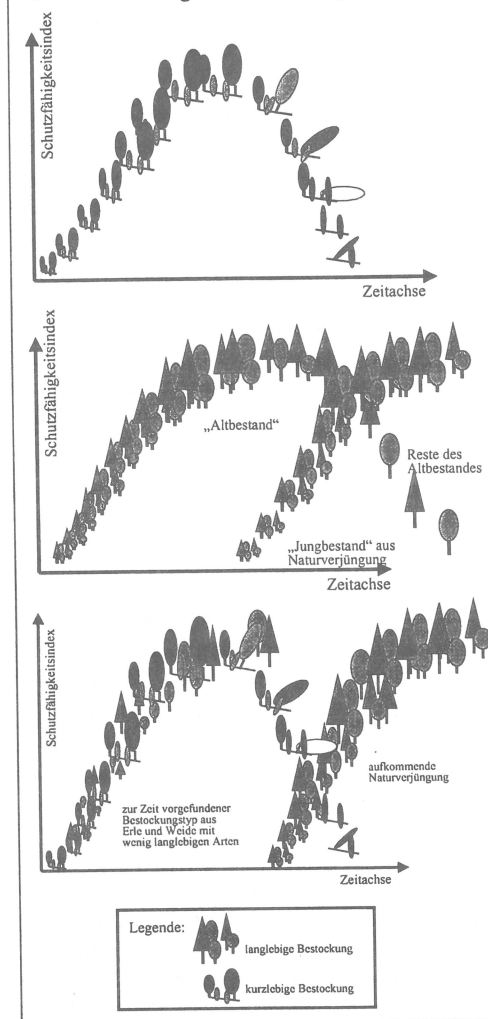 Schutzfähigkeitsindex
Zeitachse
Schutzfähigkeitsindex
„Altbestand“
Reste des
Altbestandes
„Jungbestand“ aus
Naturverjüngung
Zeitachse
Schutzfähigkeitsindex
aufkommende
Naturverjüngung
zur Zeit vorgefundener
Bestockungstyp aus
Erle und Weide mit
wenig langlebigen Arten
Zeitachse
Legende:
langlebige Bestockung
kurzlebige Bestockung